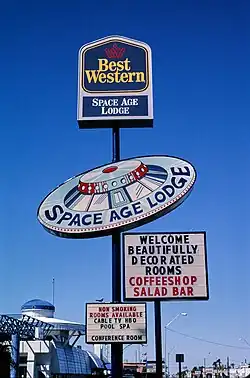 Best
Western
SPACE AGE
LODGE
SPACE AGE LODGE
WELCOME
BEAUTIFULLY
DECORATED
ROOMS
COFFEESHOP
SALAD BAR
NON SMOKING
ROOMS AVAILABLE
CABLE TV HBO
POOL SPA
CONFERENCE ROOM